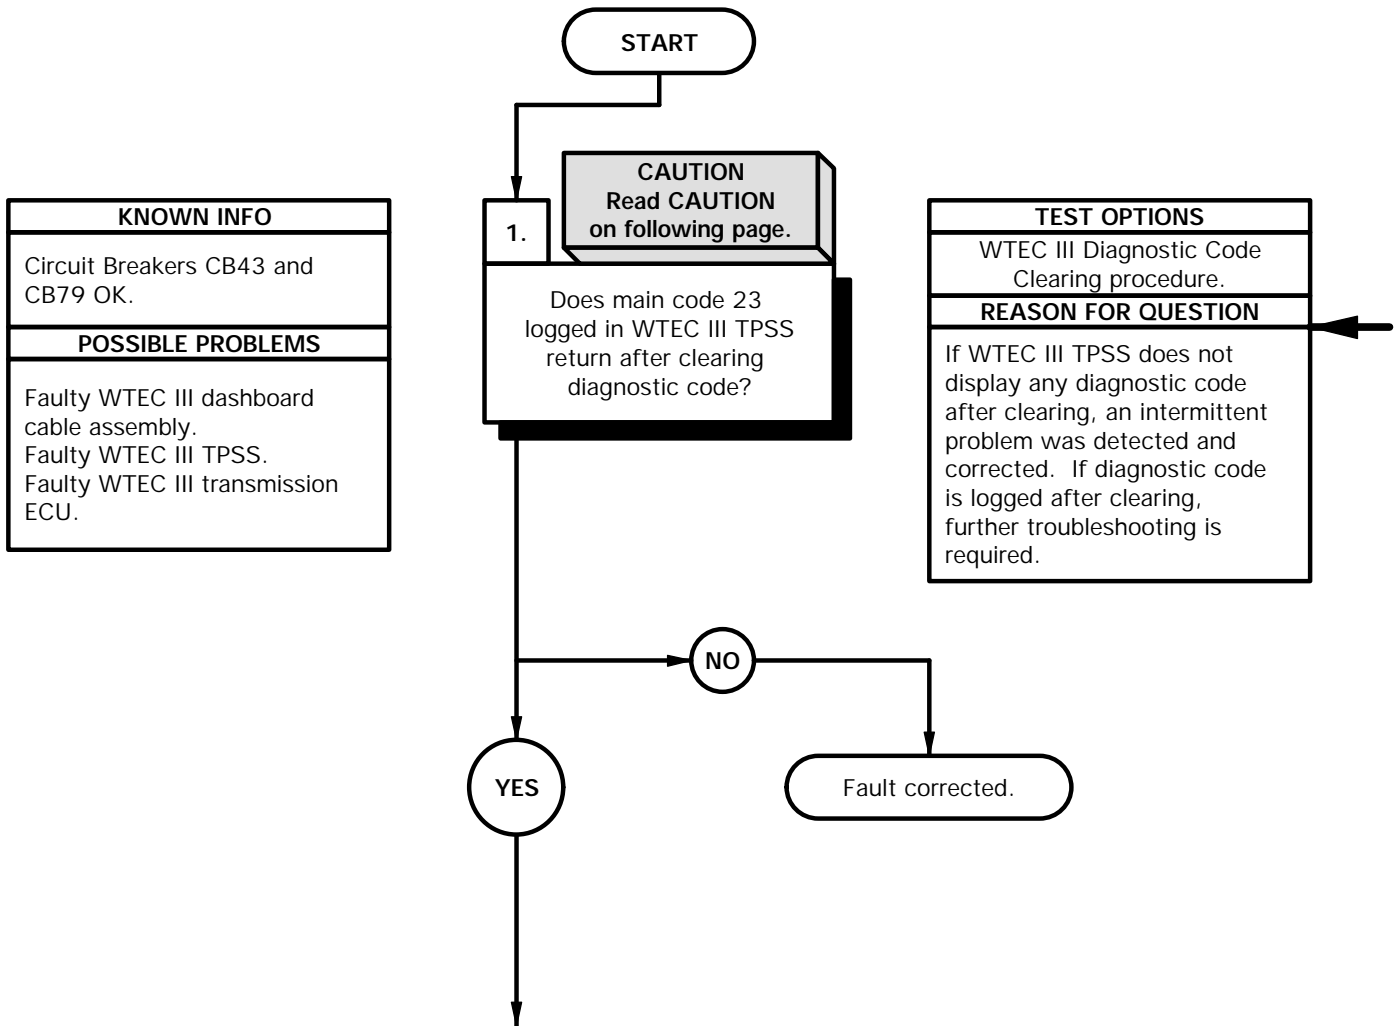 START
CAUTION
Read CAUTION
on following page.
1.
Does main code 23
logged in WTEC III TPSS
return after clearing
diagnostic code?
KNOWN INFO
Circuit Breakers CB43 and
CB79 OK.
POSSIBLE PROBLEMS
Faulty WTEC III dashboard
cable assembly.
Faulty WTEC III TPSS.
Faulty WTEC III transmission
ECU.
TEST OPTIONS
WTEC III Diagnostic Code
Clearing procedure.
REASON FOR QUESTION
If WTEC III TPSS does not
display any diagnostic code
after clearing, an intermittent
problem was detected and
corrected. If diagnostic code
is logged after clearing,
further troubleshooting is
required.
NO
YES
Fault corrected.